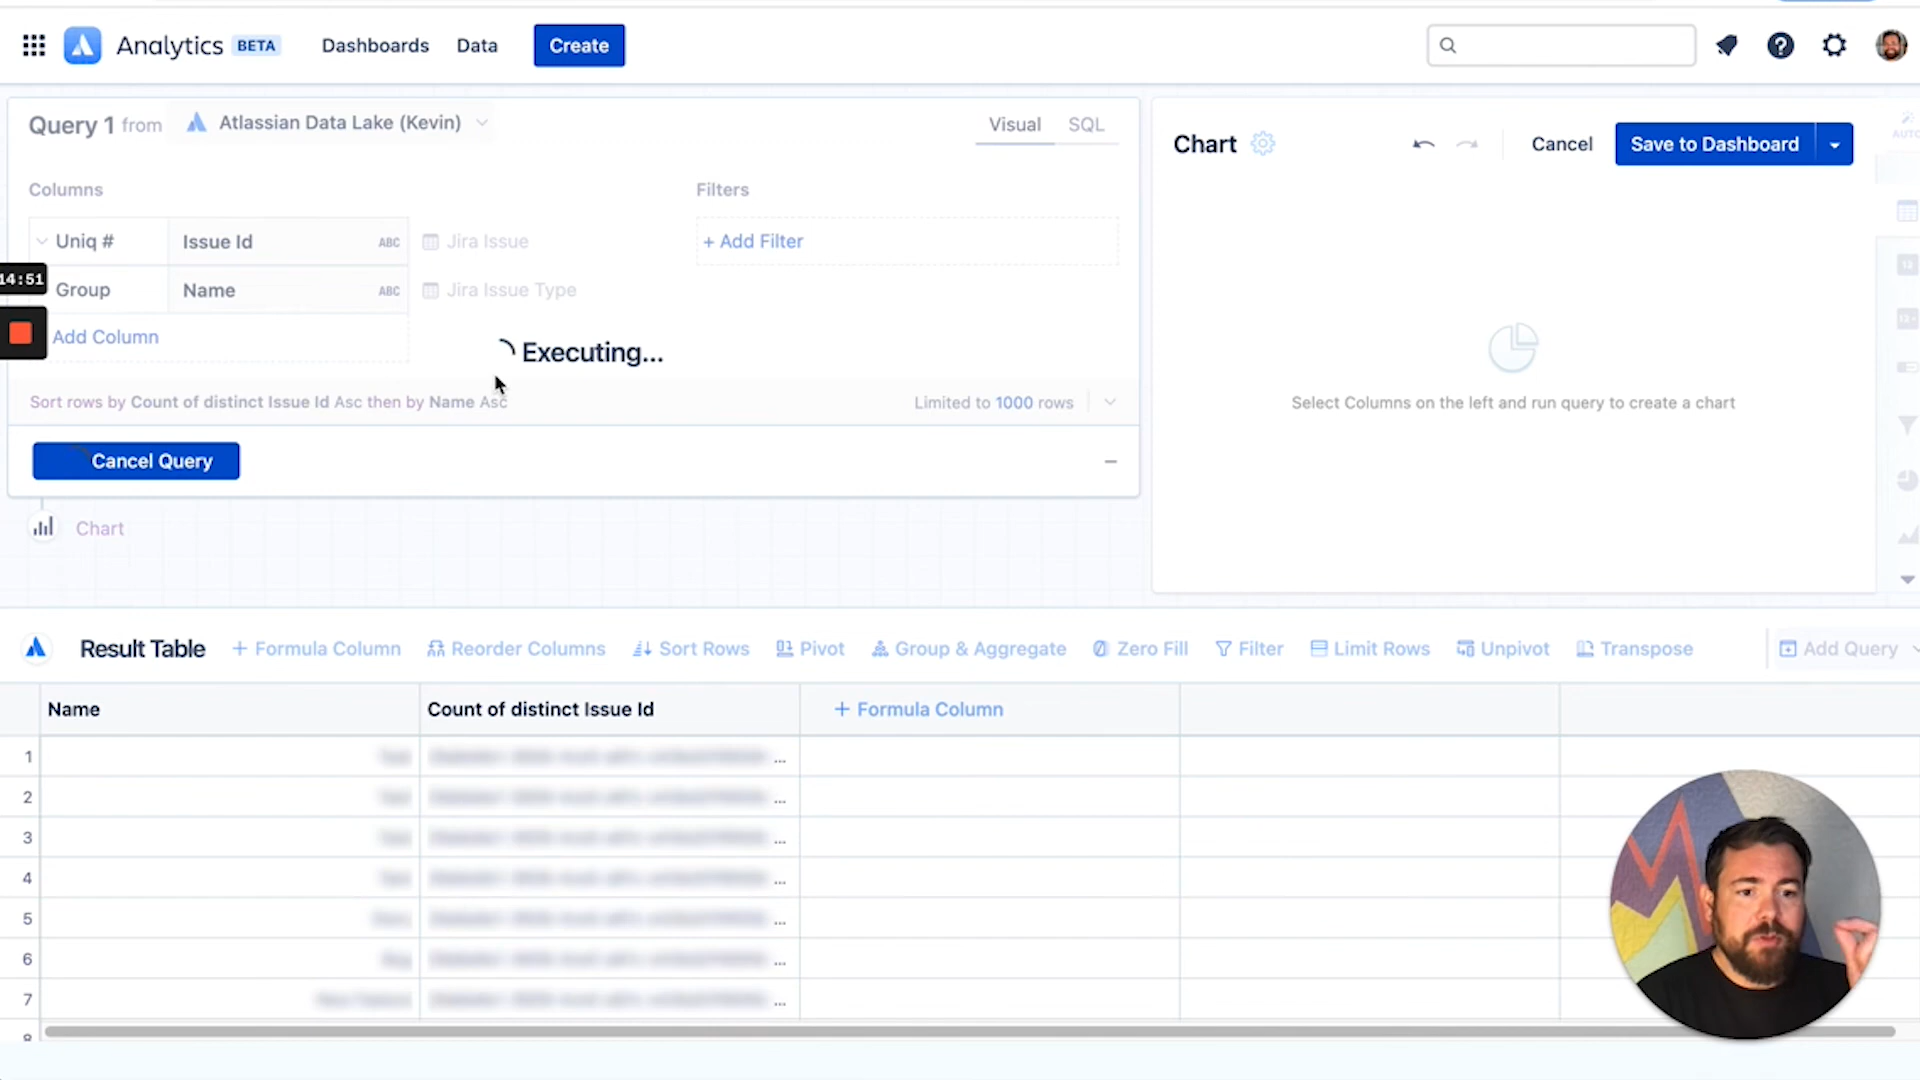 Analytics BETA Dashboards Data Create
Query 1 from Atlassian Data Lake (Kevin) Visual SQL
Chart Cancel Save to Dashboard
AUTO
Columns Filters
Uniq # Issue Id ABC Jira Issue + Add Filter
14:51
Group Name ABC Jira Issue Type
Add Column
Executing...
Sort rows by Count of distinct Issue Id Asc then by Name Asc Limited to 1000 rows
Select Columns on the left and run query to create a chart
Cancel Query
Chart
Result Table + Formula Column Reorder Columns Sort Rows Pivot Group & Aggregate Zero Fill Filter Limit Rows Unpivot Transpose Add Query
Name Count of distinct Issue Id + Formula Column
1 ...
2 ...
3 ...
4 ...
5 ...
6 ...
7 ...
8